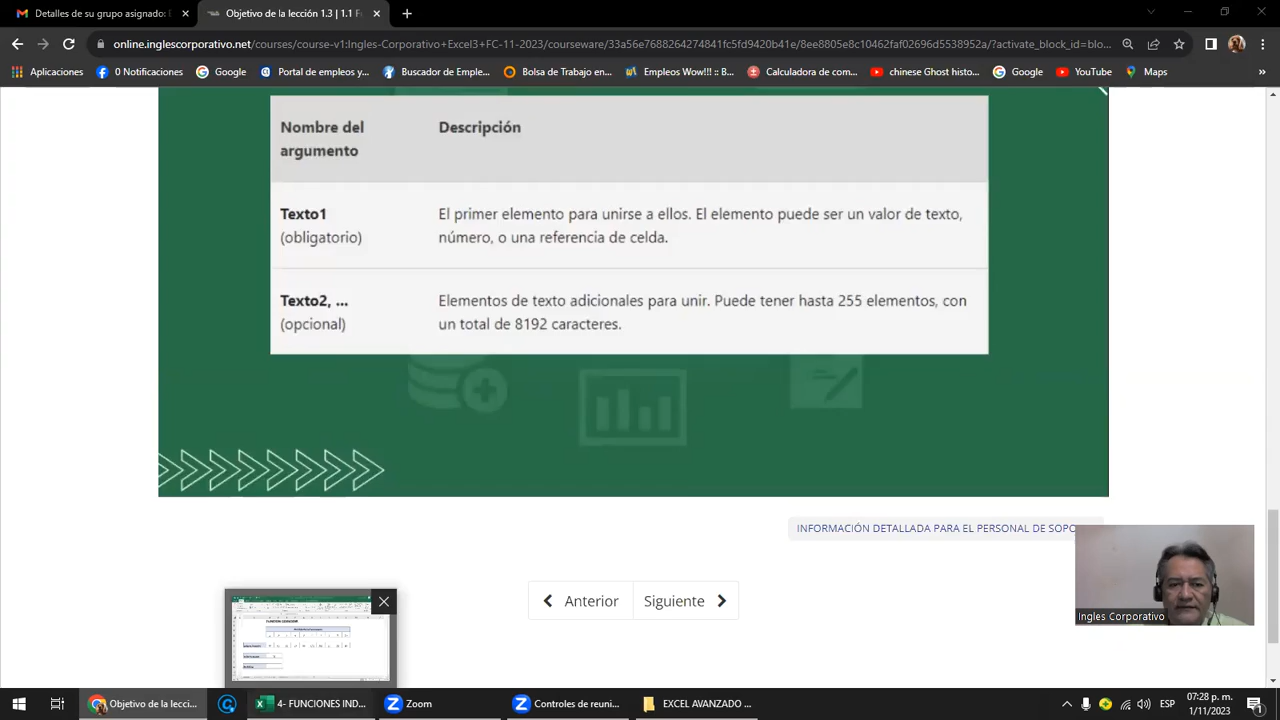 Detalles de su grupo asignado:
Objetivo de la lección 1.3 | 1.1 F
online.inglescorporativo.net/courses/course-v1:Ingles-Corporativo+Excel3+FC-11-2023/courseware/33a56e7688264274841fc5fd9420b41e/8ee8805e8c10462faf02696d5538952a/?activate_block_id=blo...
Aplicaciones
0 Notificaciones
Google
Portal de empleos y...
Buscador de Emple...
Bolsa de Trabajo en...
Empleos Wow!!! :: B...
Calculadora de com...
chinese Ghost histo...
Google
YouTube
Maps
Nombre del argumento
Descripción
Texto1
(obligatorio)
El primer elemento para unirse a ellos. El elemento puede ser un valor de texto,
número, o una referencia de celda.
Texto2, ...
(opcional)
Elementos de texto adicionales para unir. Puede tener hasta 255 elementos, con
un total de 8192 caracteres.
INFORMACIÓN DETALLADA PARA EL PERSONAL DE SOPO
Ingles Corporativo
Anterior
Siguiente
Objetivo de la lecci...
4- FUNCIONES IND...
Zoom
Controles de reuni...
EXCEL AVANZADO ...
ESP
07:28 p. m.
1/11/2023